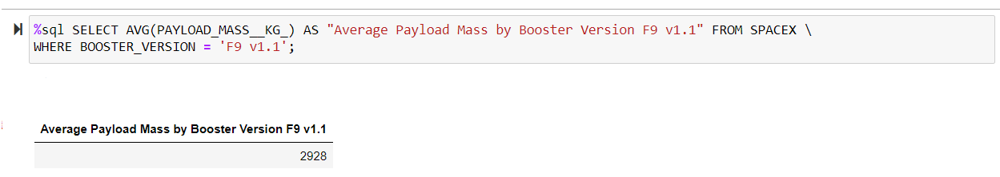 %sql SELECT AVG(PAYLOAD_MASS__KG_) AS "Average Payload Mass by Booster Version F9 v1.1" FROM SPACEX \
WHERE BOOSTER_VERSION = 'F9 v1.1';
Average Payload Mass by Booster Version F9 v1.1
2928